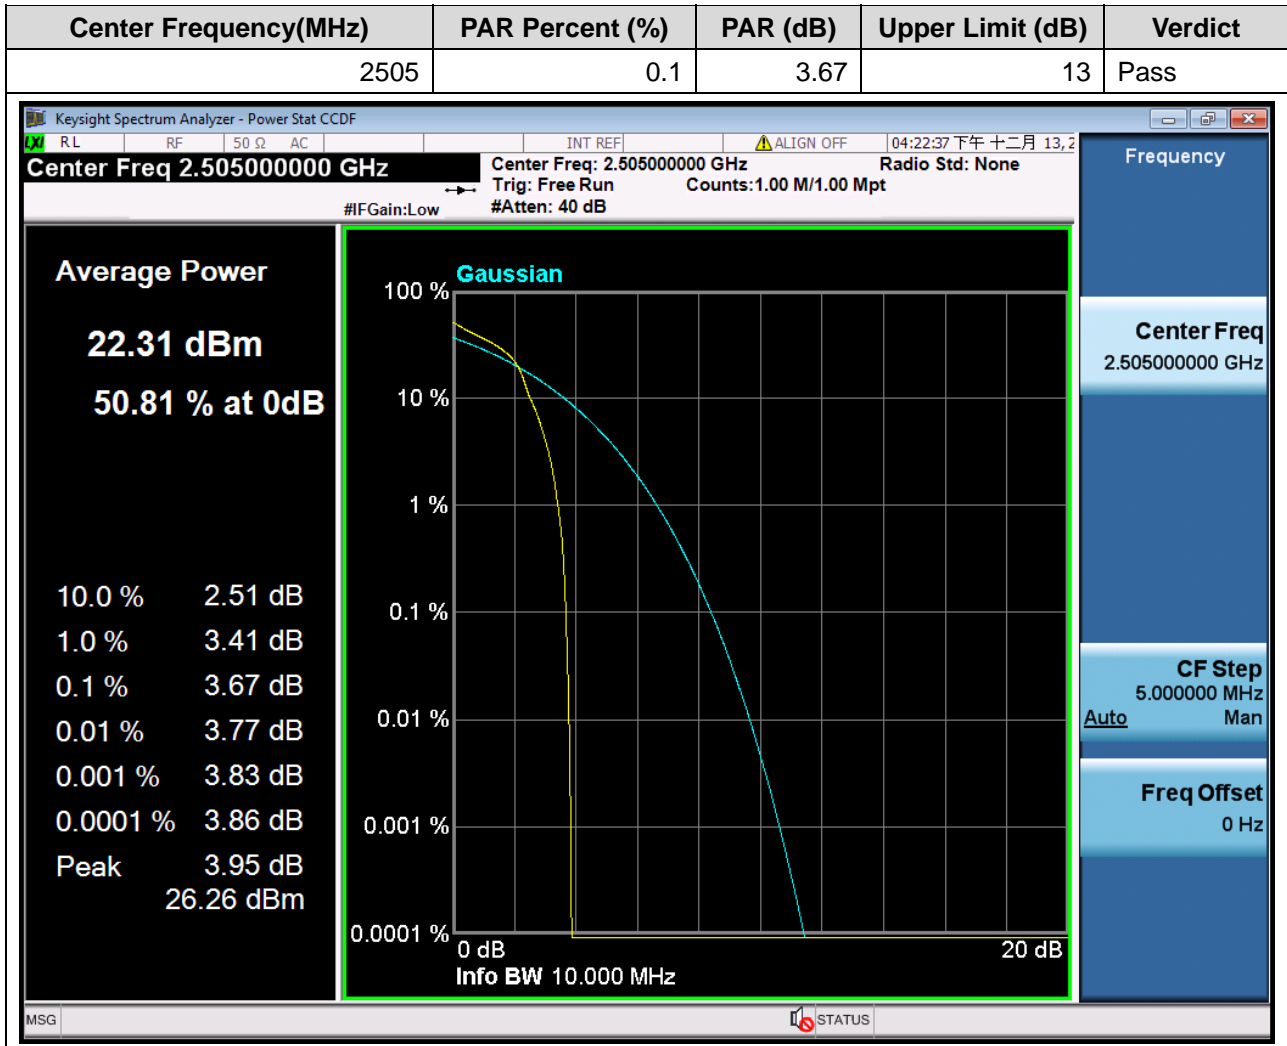 Center Frequency(MHz) PAR Percent (%) PAR (dB) Upper Limit (dB) Verdict
2505 0.1 3.67 13 Pass
Keysight Spectrum Analyzer - Power Stat CCDF
LXI RL RF 50 Ω AC INT REF ALIGN OFF 04:22:37 下午 十二月 13, 2
Center Freq 2.505000000 GHz
Center Freq: 2.505000000 GHz Radio Std: None
Trig: Free Run Counts:1.00 M/1.00 Mpt
#IFGain:Low #Atten: 40 dB
Average Power
22.31 dBm
50.81 % at 0dB
10.0 % 2.51 dB
1.0 % 3.41 dB
0.1 % 3.67 dB
0.01 % 3.77 dB
0.001 % 3.83 dB
0.0001 % 3.86 dB
Peak 3.95 dB
26.26 dBm
Gaussian
100 %
10 %
1 %
0.1 %
0.01 %
0.001 %
0.0001 %
0 dB 20 dB
Info BW 10.000 MHz
Frequency
Center Freq
2.505000000 GHz
CF Step
5.000000 MHz
Auto Man
Freq Offset
0 Hz
MSG STATUS